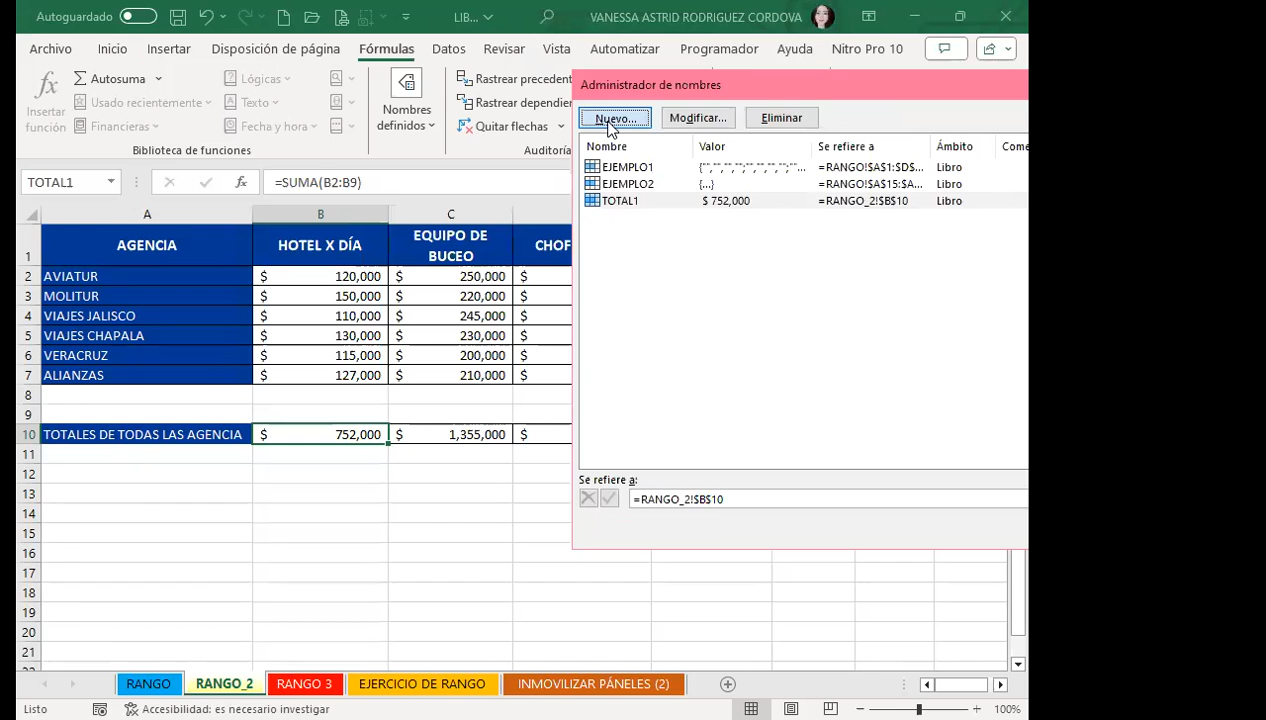 Autoguardado
LIB...
VANESSA ASTRID RODRIGUEZ CORDOVA
Archivo Inicio Insertar Disposición de página Fórmulas Datos Revisar Vista Automatizar Programador Ayuda Nitro Pro 10
fx
Insertar
función
Autosuma
Usado recientemente
Financieras
Lógicas
Texto
Fecha y hora
Biblioteca de funciones
Nombres
definidos
Rastrear precedent
Rastrear dependien
Quitar flechas
Auditoría
Administrador de nombres
Nuevo... Modificar... Eliminar
Nombre Valor Se refiere a Ámbito Come
EJEMPLO1 {"","","","";"","","";""... =RANGO!$A$1:$D$... Libro
EJEMPLO2 {...} =RANGO!$A$15:$A... Libro
TOTAL1 $ 752,000 =RANGO_2!$B$10 Libro
Se refiere a:
=RANGO_2!$B$10
TOTAL1 fx =SUMA(B2:B9)
A B C
1 AGENCIA HOTEL X DÍA EQUIPO DE BUCEO CHOF
2 AVIATUR $ 120,000 $ 250,000 $
3 MOLITUR $ 150,000 $ 220,000 $
4 VIAJES JALISCO $ 110,000 $ 245,000 $
5 VIAJES CHAPALA $ 130,000 $ 230,000 $
6 VERACRUZ $ 115,000 $ 200,000 $
7 ALIANZAS $ 127,000 $ 210,000 $
8
9
10 TOTALES DE TODAS LAS AGENCIA $ 752,000 $ 1,355,000 $
11
12
13
14
15
16
17
18
19
20
21
RANGO RANGO_2 RANGO 3 EJERCICIO DE RANGO INMOVILIZAR PÁNELES (2)
Listo Accesibilidad: es necesario investigar 100%